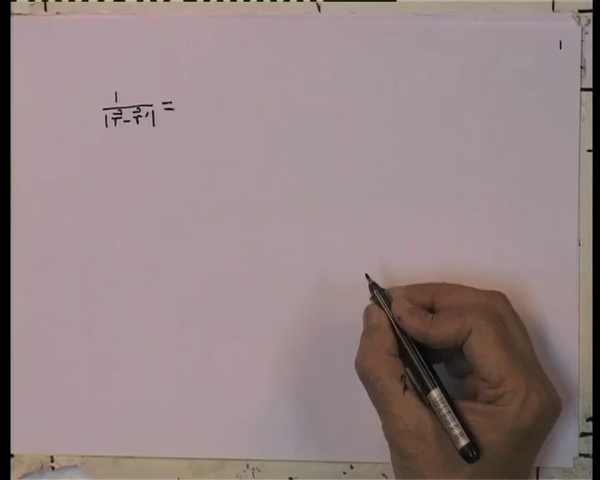 1
1/|r⃗ - r⃗'| =